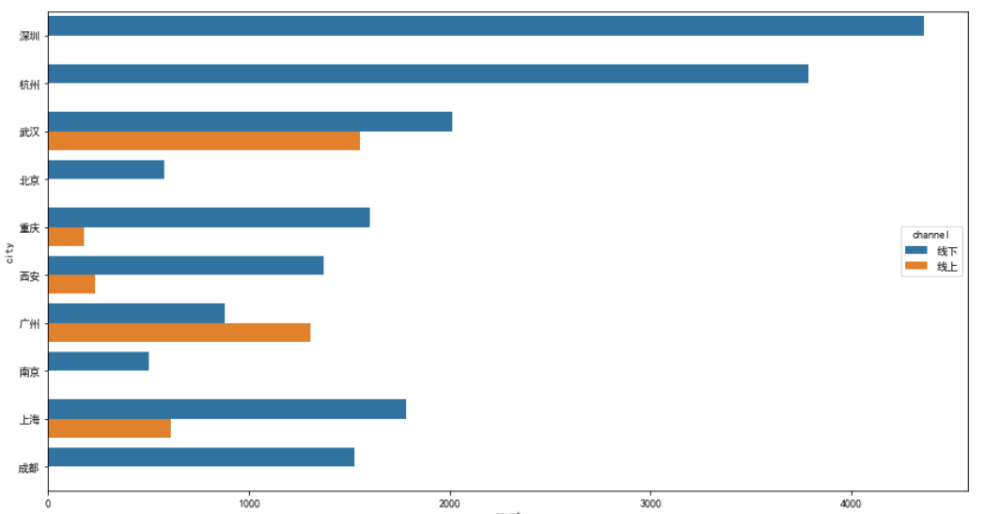 深圳
杭州
武汉
北京
重庆
西安
广州
南京
上海
成都
city
channel
线下
线上
0 1000 2000 3000 4000